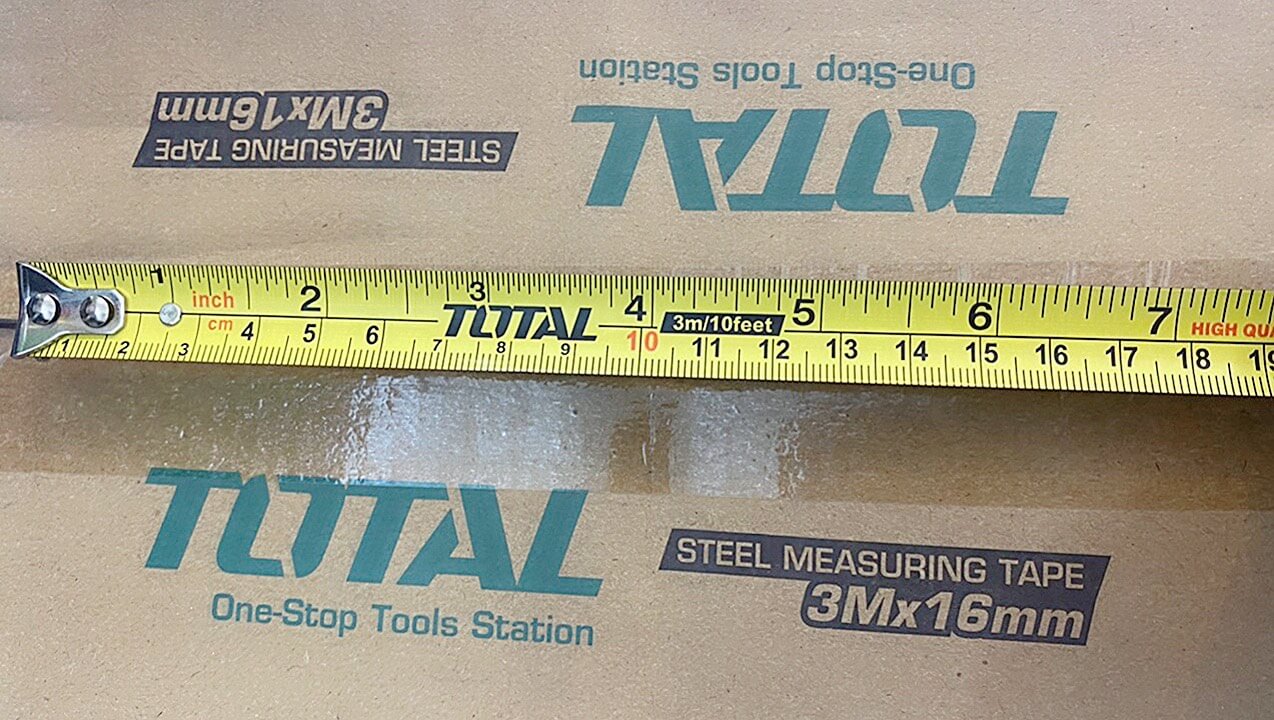 One-Stop Tools Station
TOTAL
STEEL MEASURING TAPE
3Mx16mm
1 inch 2 3 4 5 6 7
TOTAL 3m/10feet HIGH QUA
cm
1 2 3 4 5 6 7 8 9 10 11 12 13 14 15 16 17 18 19
TOTAL
One-Stop Tools Station
STEEL MEASURING TAPE
3Mx16mm